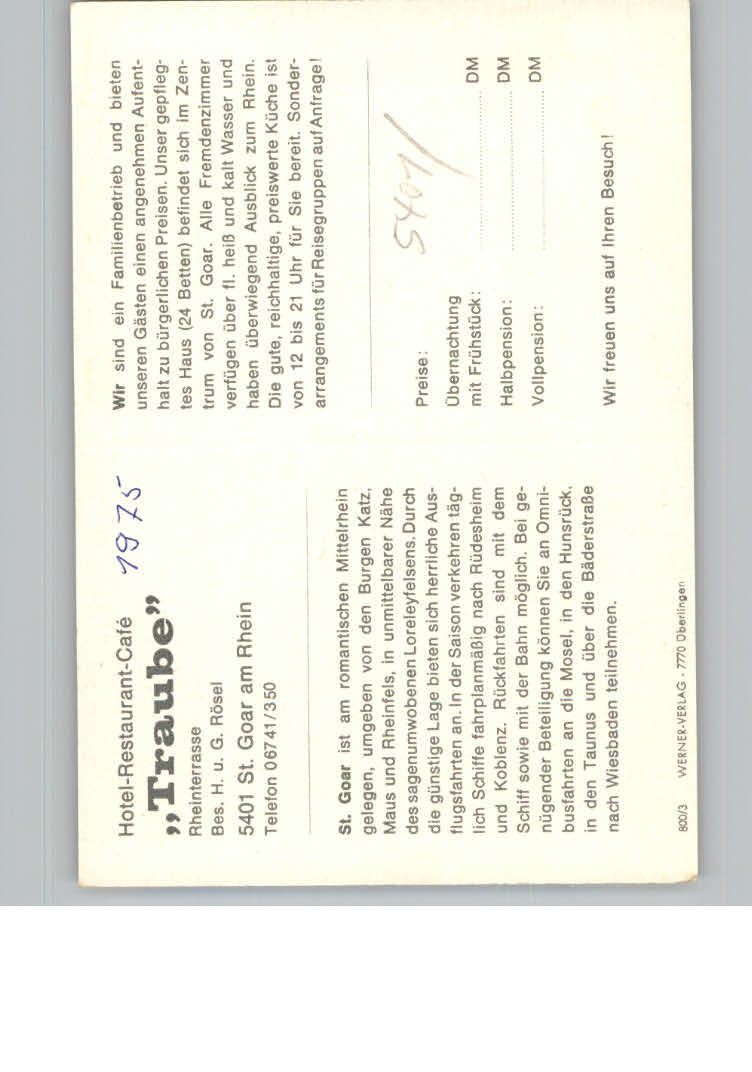 Hotel-Restaurant-Café
1975
„Traube”
Rheinterrasse
Bes. H. u. G. Rösel
5401 St. Goar am Rhein
Telefon 06741/350
St. Goar ist am romantischen Mittelrhein
gelegen, umgeben von den Burgen Katz,
Maus und Rheinfels, in unmittelbarer Nähe
des sagenumwobenen Loreleyfelsens. Durch
die günstige Lage bieten sich herrliche Aus-
flugsfahrten an. In der Saison verkehren täg-
lich Schiffe fahrplanmäßig nach Rüdesheim
und Koblenz. Rückfahrten sind mit dem
Schiff sowie mit der Bahn möglich. Bei ge-
nügender Beteiligung können Sie an Omni-
busfahrten an die Mosel, in den Hunsrück,
in den Taunus und über die Bäderstraße
nach Wiesbaden teilnehmen.
800/3 WERNER-VERLAG - 7770 Überlingen
Wir sind ein Familienbetrieb und bieten
unseren Gästen einen angenehmen Aufent-
halt zu bürgerlichen Preisen. Unser gepfleg-
tes Haus (24 Betten) befindet sich im Zen-
trum von St. Goar. Alle Fremdenzimmer
verfügen über fl. heiß und kalt Wasser und
haben überwiegend Ausblick zum Rhein.
Die gute, reichhaltige, preiswerte Küche ist
von 12 bis 21 Uhr für Sie bereit. Sonder-
arrangements für Reisegruppen auf Anfrage!
5401/
Preise:
Übernachtung
mit Frühstück: DM
Halbpension: DM
Vollpension: DM
Wir freuen uns auf Ihren Besuch!